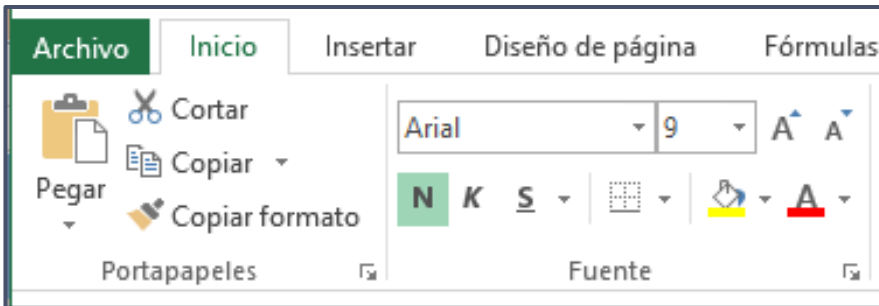 Archivo Inicio Insertar Diseño de página Fórmulas
Cortar
Copiar
Pegar
Copiar formato
Portapapeles
Arial 9 A A
N K S A
Fuente